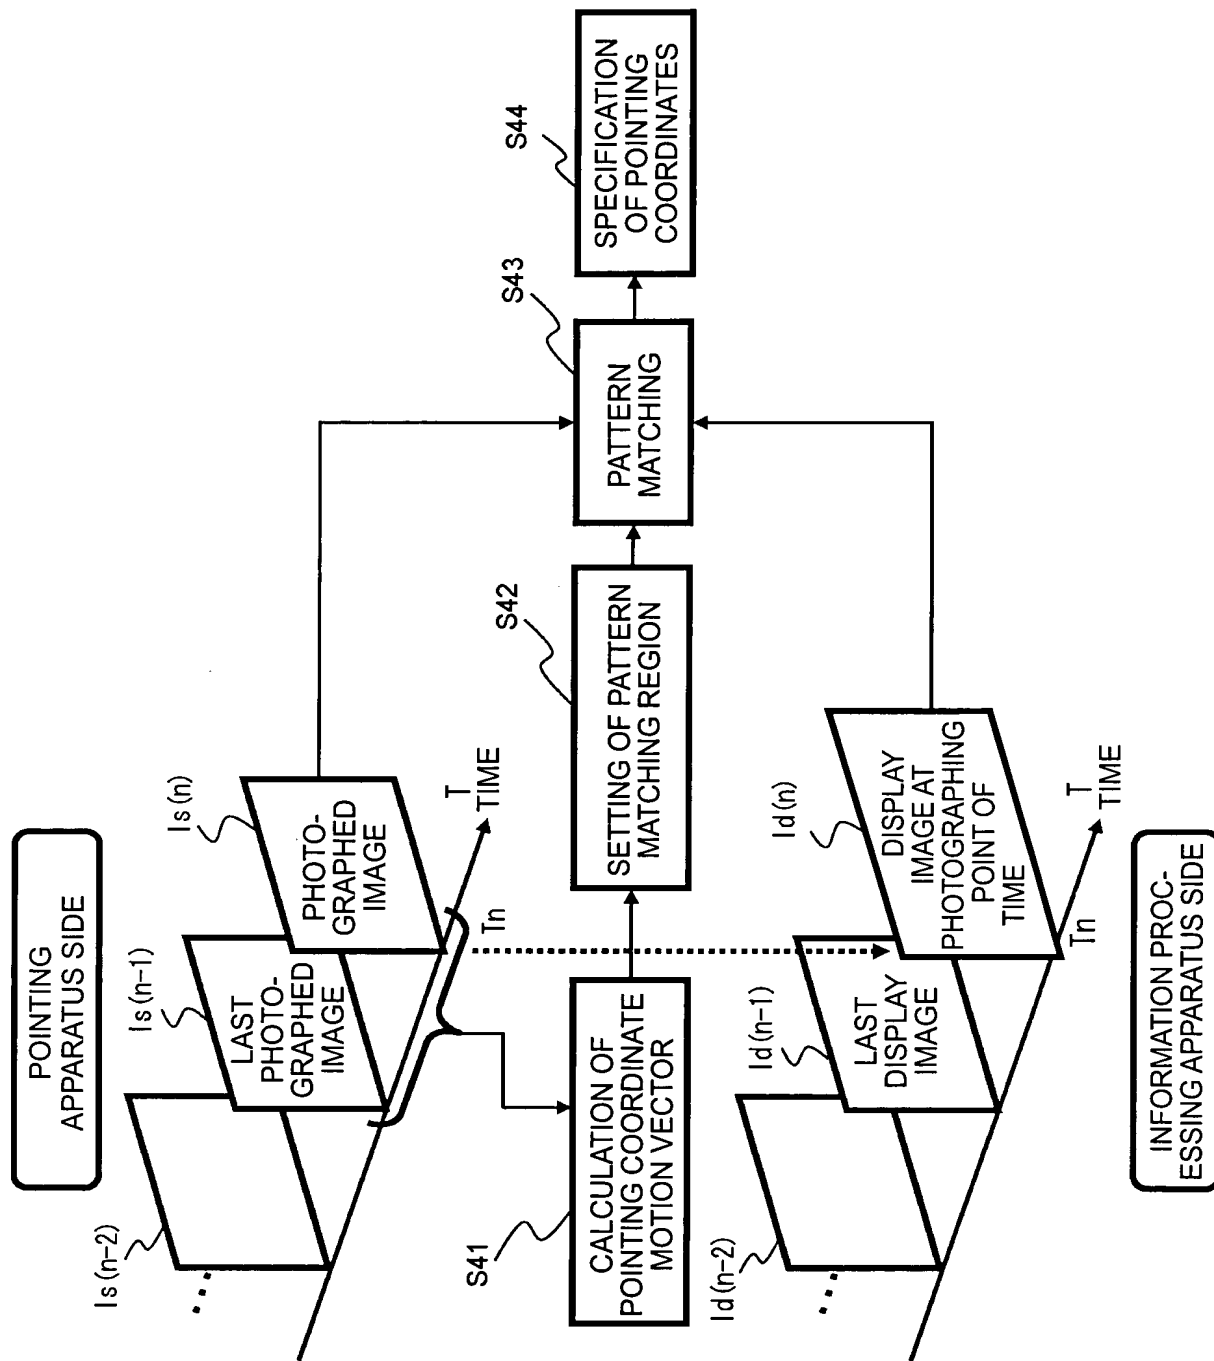 POINTING
APPARATUS SIDE
Is(n-2)
Is(n-1)
Is(n)
LAST
PHOTO-
GRAPHED
IMAGE
PHOTO-
GRAPHED
IMAGE
Tn
T
TIME
S41
CALCULATION OF
POINTING COORDINATE
MOTION VECTOR
S42
SETTING OF PATTERN
MATCHING REGION
S43
PATTERN
MATCHING
S44
SPECIFICATION
OF POINTING
COORDINATES
Id(n-2)
Id(n-1)
Id(n)
LAST
DISPLAY
IMAGE
DISPLAY
IMAGE AT
PHOTOGRAPHING
POINT OF
TIME
Tn
T
TIME
INFORMATION PROC-
ESSING APPARATUS SIDE